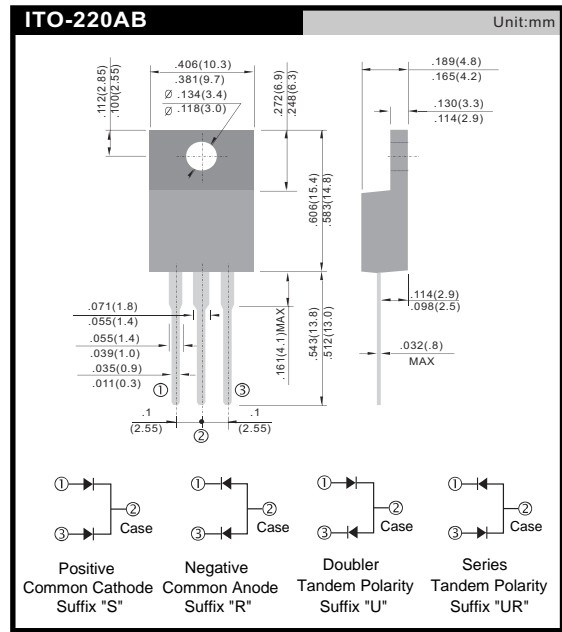 ITO-220AB
Unit:mm
.406(10.3)
.381(9.7)
Ø .134(3.4)
Ø .118(3.0)
.112(2.85)
.100(2.55)
.272(6.9)
.248(6.3)
.189(4.8)
.165(4.2)
.130(3.3)
.114(2.9)
.606(15.4)
.583(14.8)
.071(1.8)
.055(1.4)
.055(1.4)
.039(1.0)
.035(0.9)
.011(0.3)
.161(4.1)MAX
.543(13.8)
.512(13.0)
.114(2.9)
.098(2.5)
.032(.8)
MAX
① ③
.1 .1
(2.55) ② (2.55)
① ① ① ①
② ② ② ②
③ Case ③ Case ③ Case ③ Case
Positive Negative Doubler Series
Common Cathode Common Anode Tandem Polarity Tandem Polarity
Suffix "S" Suffix "R" Suffix "U" Suffix "UR"